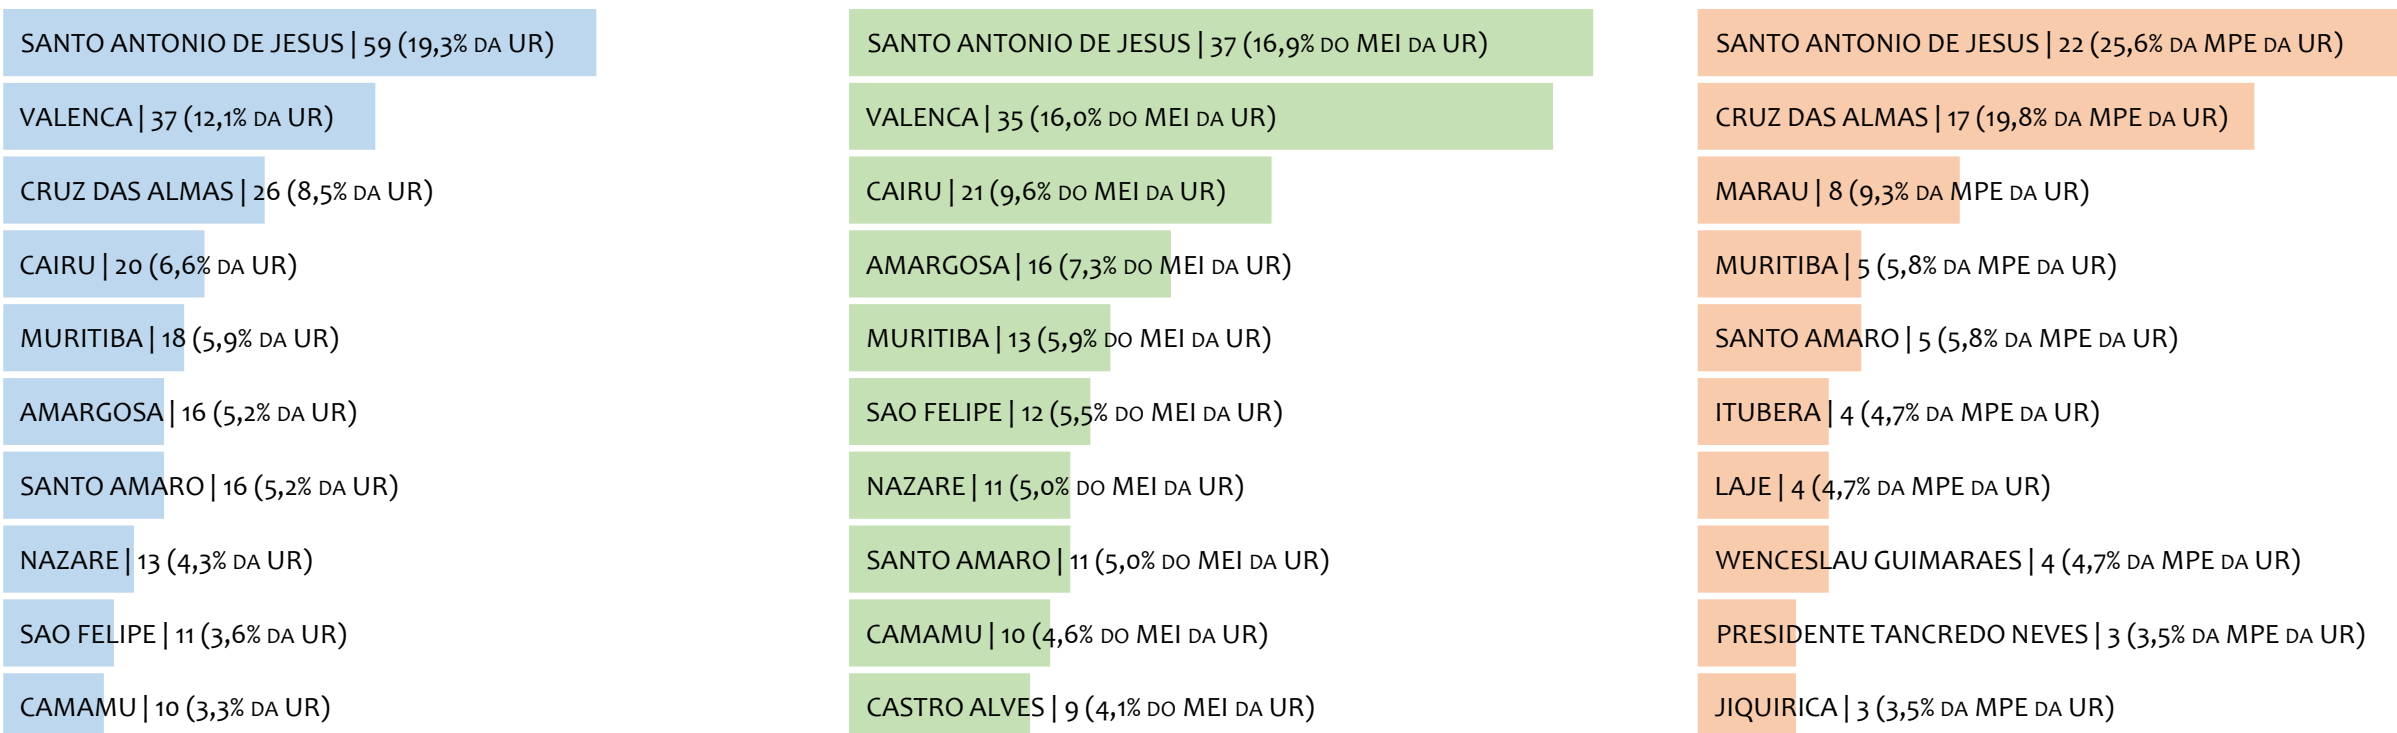 SANTO ANTONIO DE JESUS | 59 (19,3% DA UR)
VALENCA | 37 (12,1% DA UR)
CRUZ DAS ALMAS | 26 (8,5% DA UR)
CAIRU | 20 (6,6% DA UR)
MURITIBA | 18 (5,9% DA UR)
AMARGOSA | 16 (5,2% DA UR)
SANTO AMARO | 16 (5,2% DA UR)
NAZARE | 13 (4,3% DA UR)
SAO FELIPE | 11 (3,6% DA UR)
CAMAMU | 10 (3,3% DA UR)
SANTO ANTONIO DE JESUS | 37 (16,9% DO MEI DA UR)
VALENCA | 35 (16,0% DO MEI DA UR)
CAIRU | 21 (9,6% DO MEI DA UR)
AMARGOSA | 16 (7,3% DO MEI DA UR)
MURITIBA | 13 (5,9% DO MEI DA UR)
SAO FELIPE | 12 (5,5% DO MEI DA UR)
NAZARE | 11 (5,0% DO MEI DA UR)
SANTO AMARO | 11 (5,0% DO MEI DA UR)
CAMAMU | 10 (4,6% DO MEI DA UR)
CASTRO ALVES | 9 (4,1% DO MEI DA UR)
SANTO ANTONIO DE JESUS | 22 (25,6% DA MPE DA UR)
CRUZ DAS ALMAS | 17 (19,8% DA MPE DA UR)
MARAU | 8 (9,3% DA MPE DA UR)
MURITIBA | 5 (5,8% DA MPE DA UR)
SANTO AMARO | 5 (5,8% DA MPE DA UR)
ITUBERA | 4 (4,7% DA MPE DA UR)
LAJE | 4 (4,7% DA MPE DA UR)
WENCESLAU GUIMARAES | 4 (4,7% DA MPE DA UR)
PRESIDENTE TANCREDO NEVES | 3 (3,5% DA MPE DA UR)
JIQUIRICA | 3 (3,5% DA MPE DA UR)